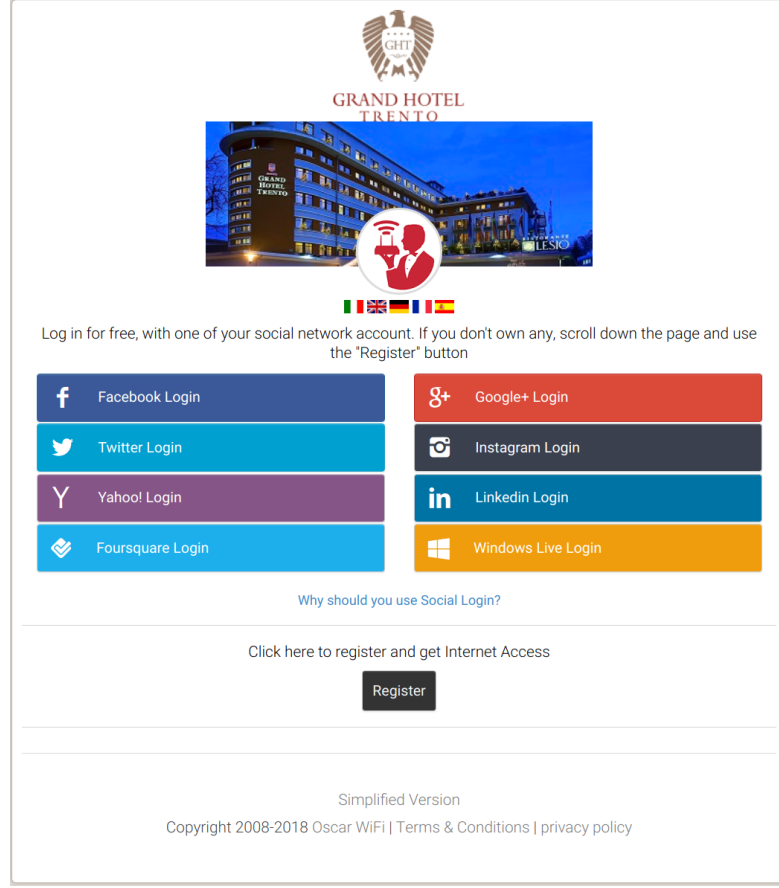 GHT
GRAND HOTEL
TRENTO
GRAND
HOTEL
TRENTO
RISTORANTE
CLESIO
Log in for free, with one of your social network account. If you don't own any, scroll down the page and use
the "Register" button
f Facebook Login
g+ Google+ Login
Twitter Login
Instagram Login
Y Yahoo! Login
in Linkedin Login
Foursquare Login
Windows Live Login
Why should you use Social Login?
Click here to register and get Internet Access
Register
Simplified Version
Copyright 2008-2018 Oscar WiFi | Terms & Conditions | privacy policy